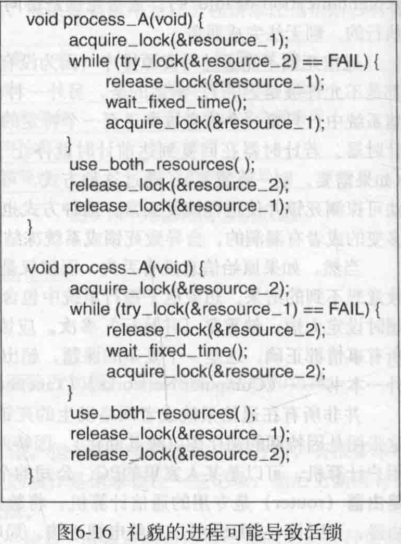 void process_A(void) {
acquire_lock(&resource_1);
while (try_lock(&resource_2) == FAIL) {
release_lock(&resource_1);
wait_fixed_time();
acquire_lock(&resource_1);
}
use_both_resources( );
release_lock(&resource_2);
release_lock(&resource_1);
}
void process_A(void) {
acquire_lock(&resource_2);
while (try_lock(&resource_1) == FAIL) {
release_lock(&resource_2);
wait_fixed_time();
acquire_lock(&resource_2);
}
use_both_resources( );
release_lock(&resource_1);
release_lock(&resource_2);
}
图6-16 礼貌的进程可能导致活锁